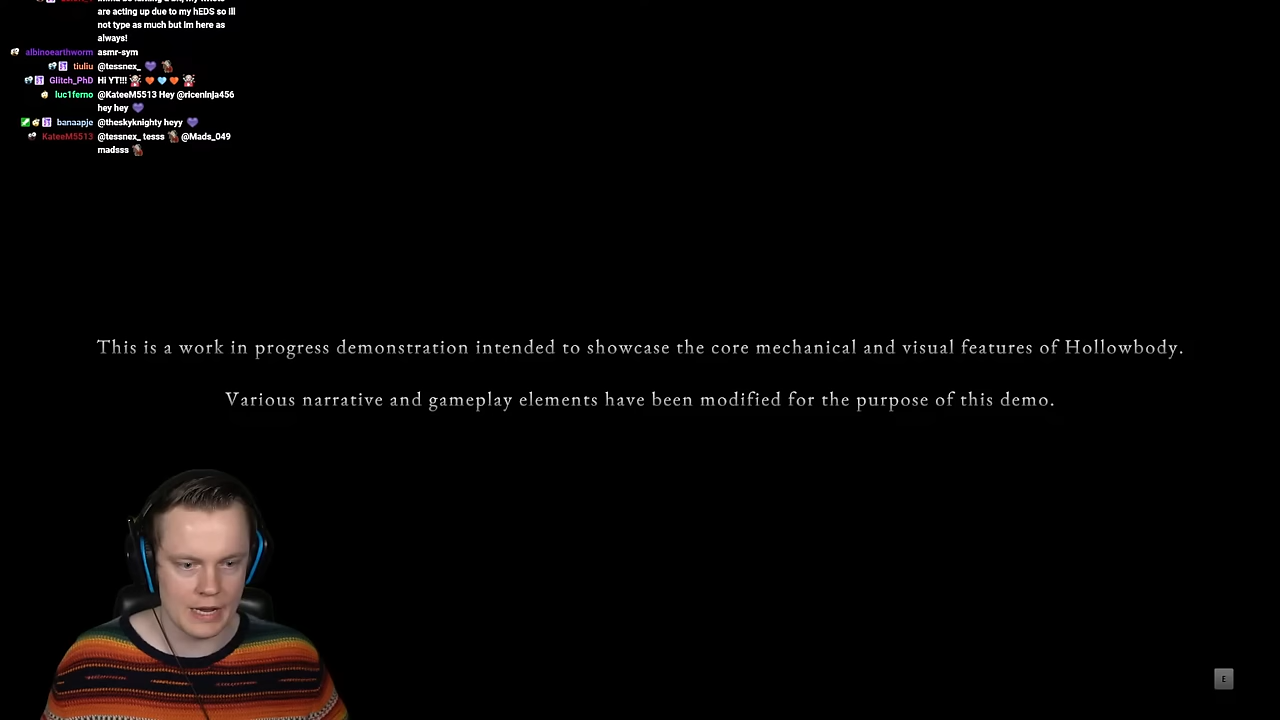 are acting up due to my hEDS so ill
not type as much but Im here as
always!
albinoearthworm asmr-sym
tiuliu @tessnex_
Glitch_PhD Hi YT!!!
luc1ferno @KateeM5513 Hey @riceninja456
hey hey
banaapje @theskyknighty heyy
KateeM5513 @tessnex_ tesss @Mads_049
madsss
This is a work in progress demonstration intended to showcase the core mechanical and visual features of Hollowbody.
Various narrative and gameplay elements have been modified for the purpose of this demo.
E